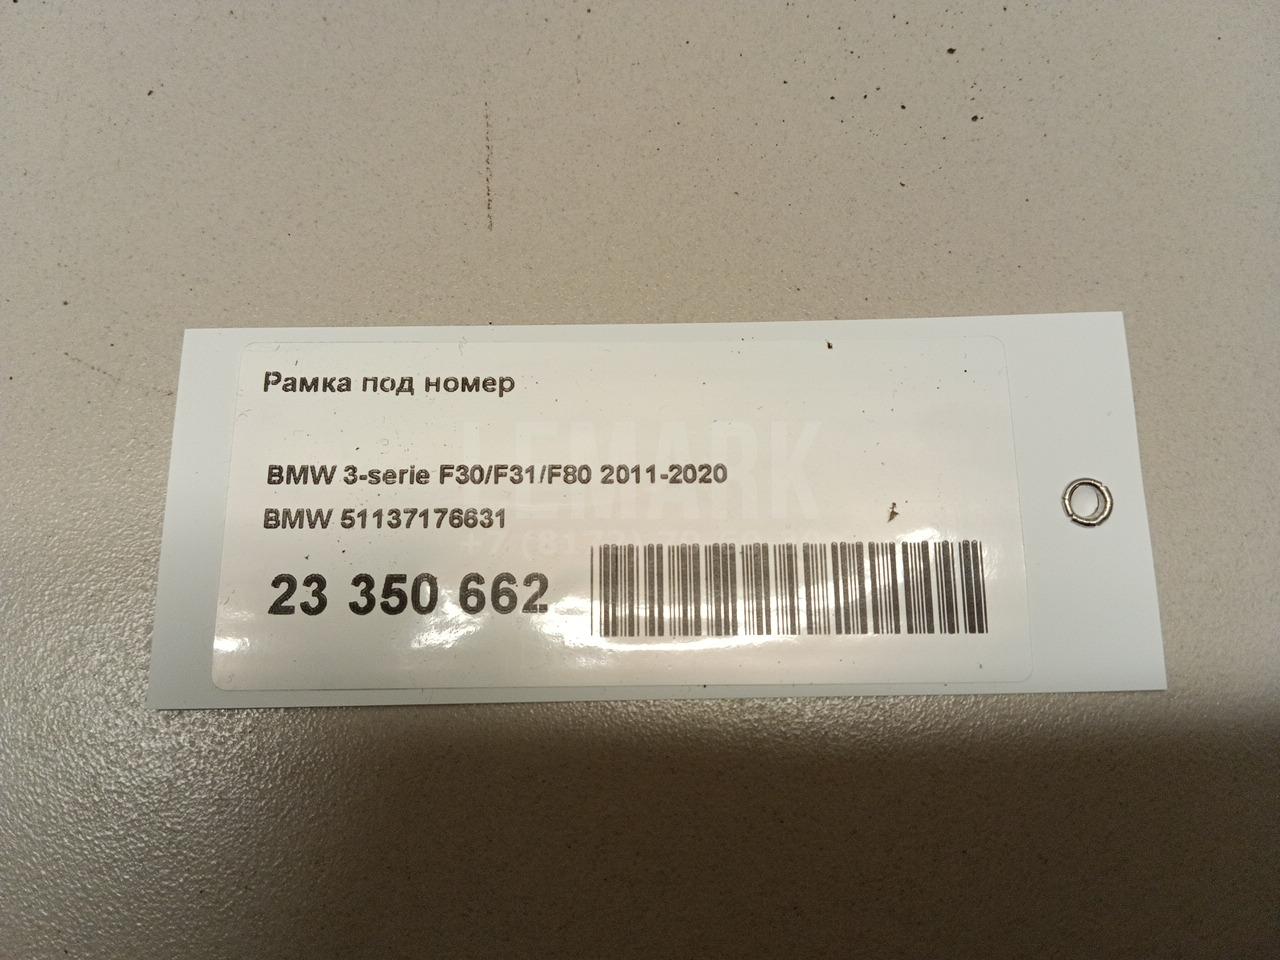 Рамка под номер
LEMARK
BMW 3-serie F30/F31/F80 2011-2020
BMW 51137176631
23 350 662